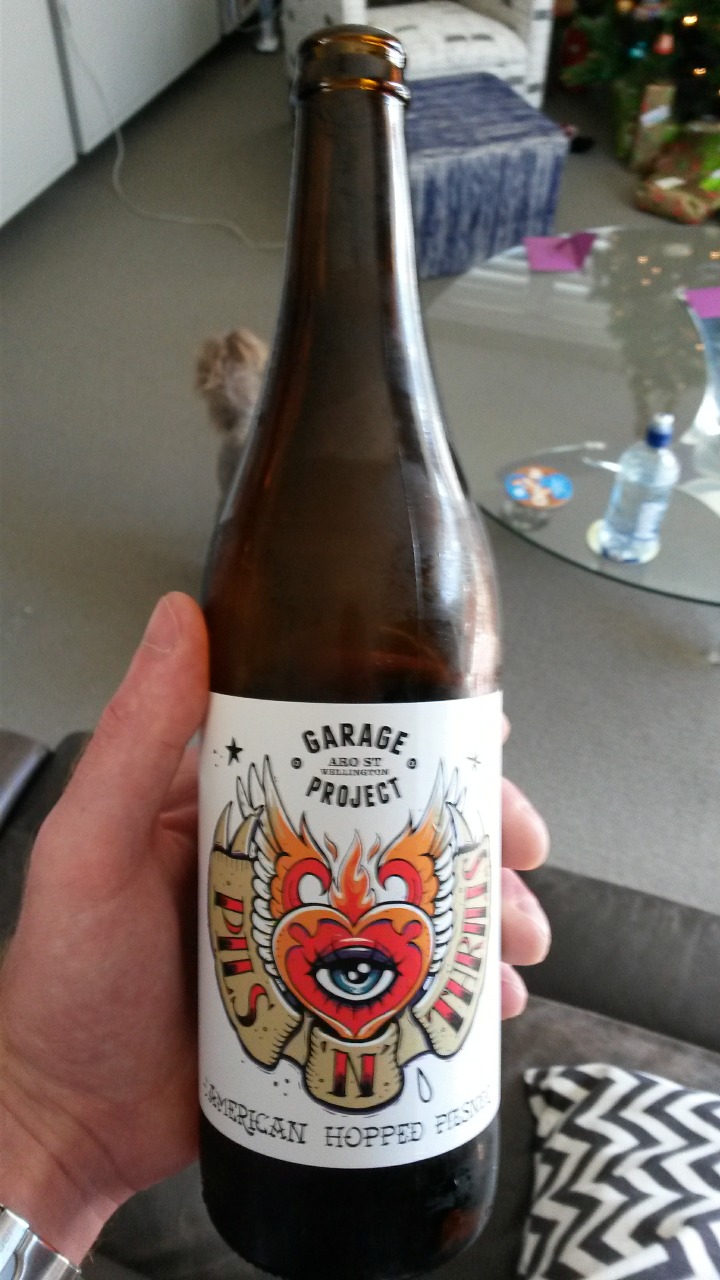 GARAGE
ARO ST
WELLINGTON
PROJECT
PILS
N'
THRILLS
AMERICAN HOPPED PILSNER